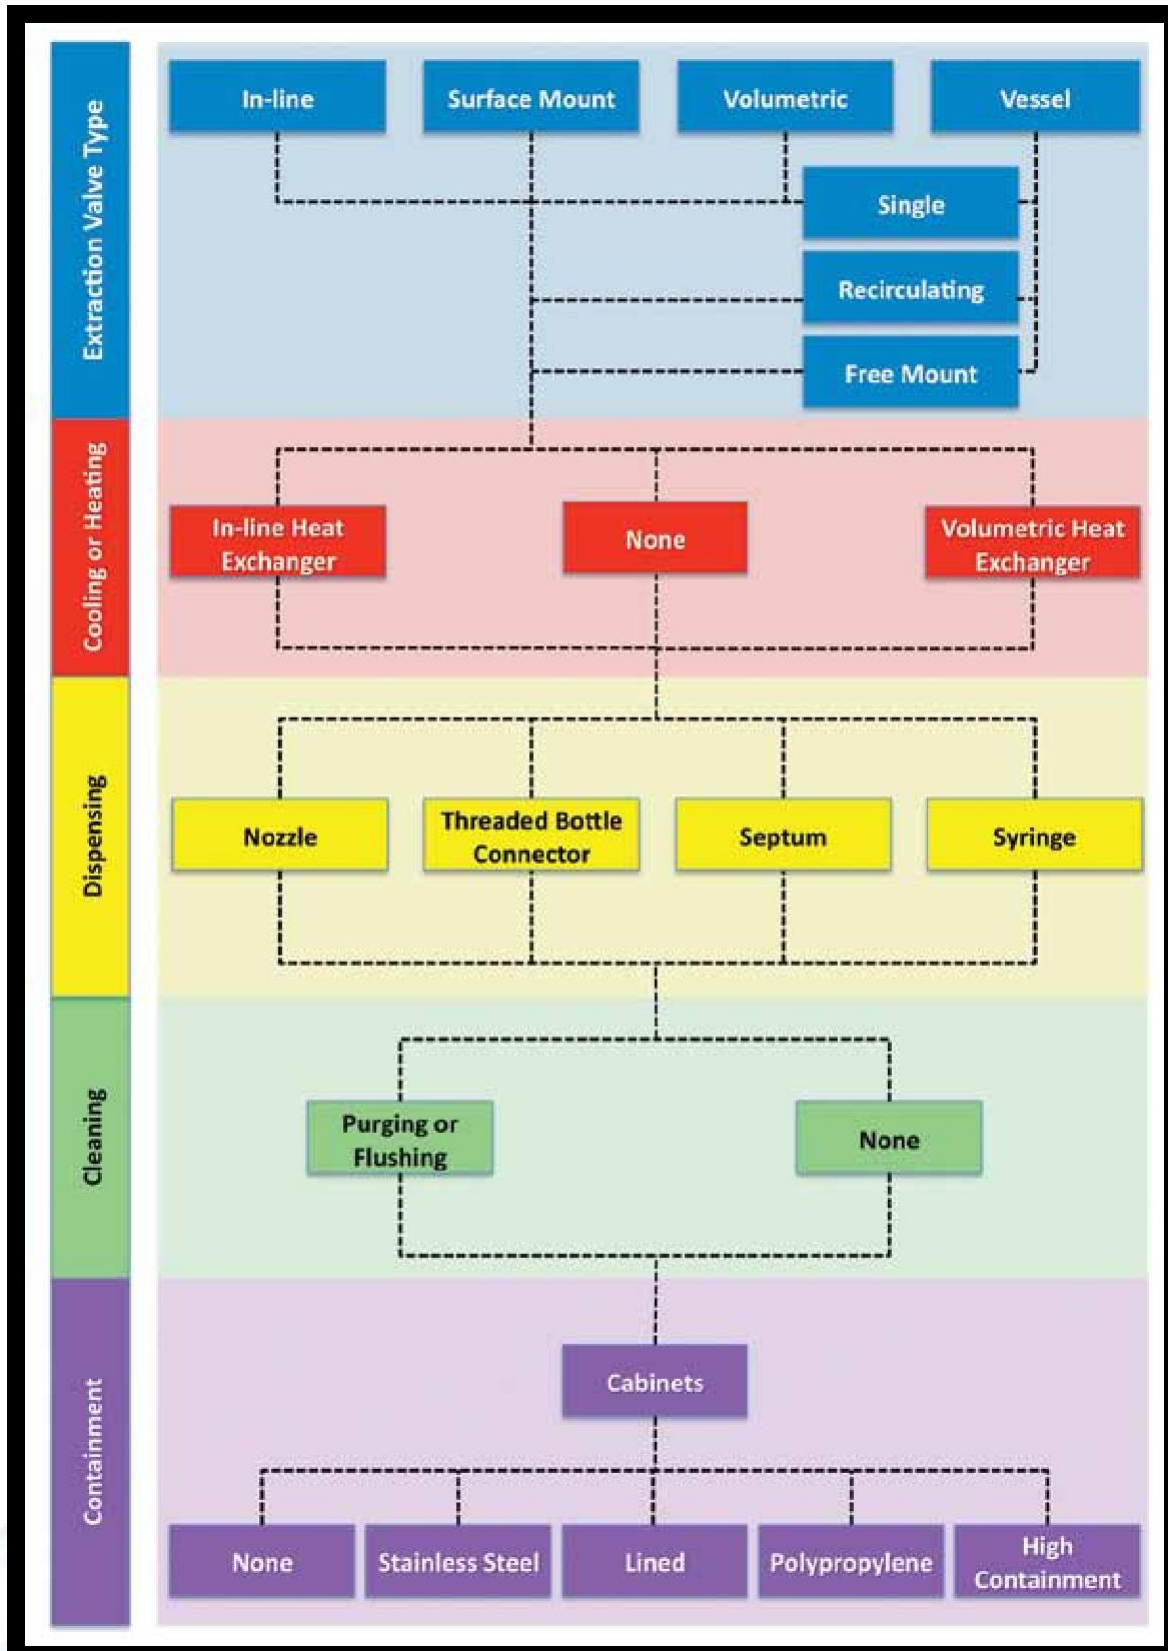 Extraction Valve Type
In-line
Surface Mount
Volumetric
Vessel
Single
Recirculating
Free Mount
Cooling or Heating
In-line Heat
Exchanger
None
Volumetric Heat
Exchanger
Dispensing
Nozzle
Threaded Bottle
Connector
Septum
Syringe
Cleaning
Purging or
Flushing
None
Containment
Cabinets
None
Stainless Steel
Lined
Polypropylene
High
Containment